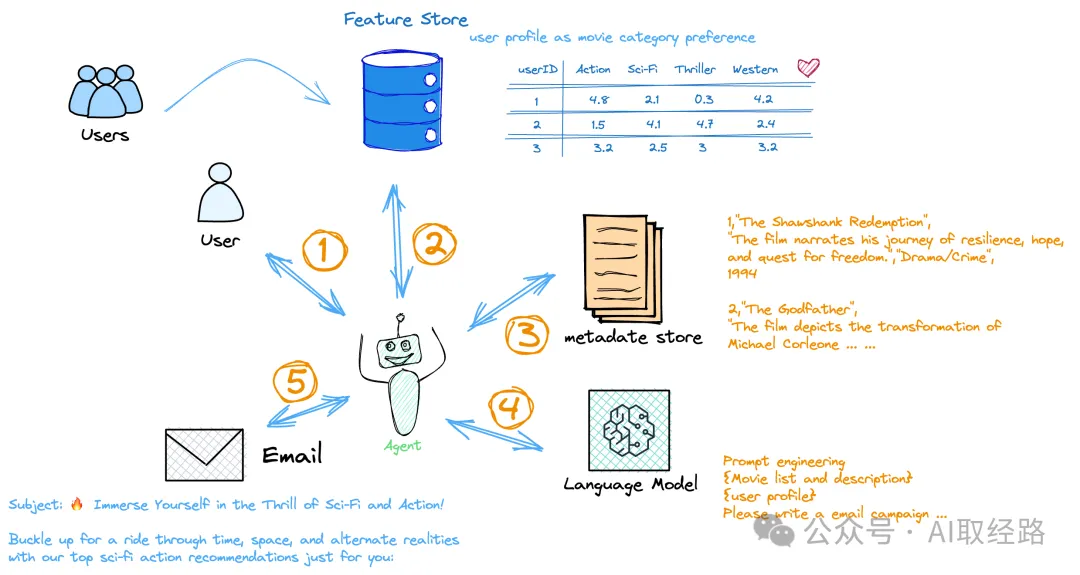 Feature Store
user profile as movie category preference
userID Action Sci-Fi Thriller Western
1 4.8 2.1 0.3 4.2
2 1.5 4.1 4.7 2.4
3 3.2 2.5 3 3.2
Users
User
1
2
3
4
5
metadate store
1,"The Shawshank Redemption",
"The film narrates his journey of resilience, hope,
and quest for freedom.","Drama/Crime",
1994
2,"The Godfather",
"The film depicts the transformation of
Michael Corleone ... ...
Agent
Email
Language Model
Prompt engineering
{Movie list and description}
{user profile}
Please write a email campaign ...
Subject: 🔥 Immerse Yourself in the Thrill of Sci-Fi and Action!
Buckle up for a ride through time, space, and alternate realities
with our top sci-fi action recommendations just for you:
公众号 · AI取经路